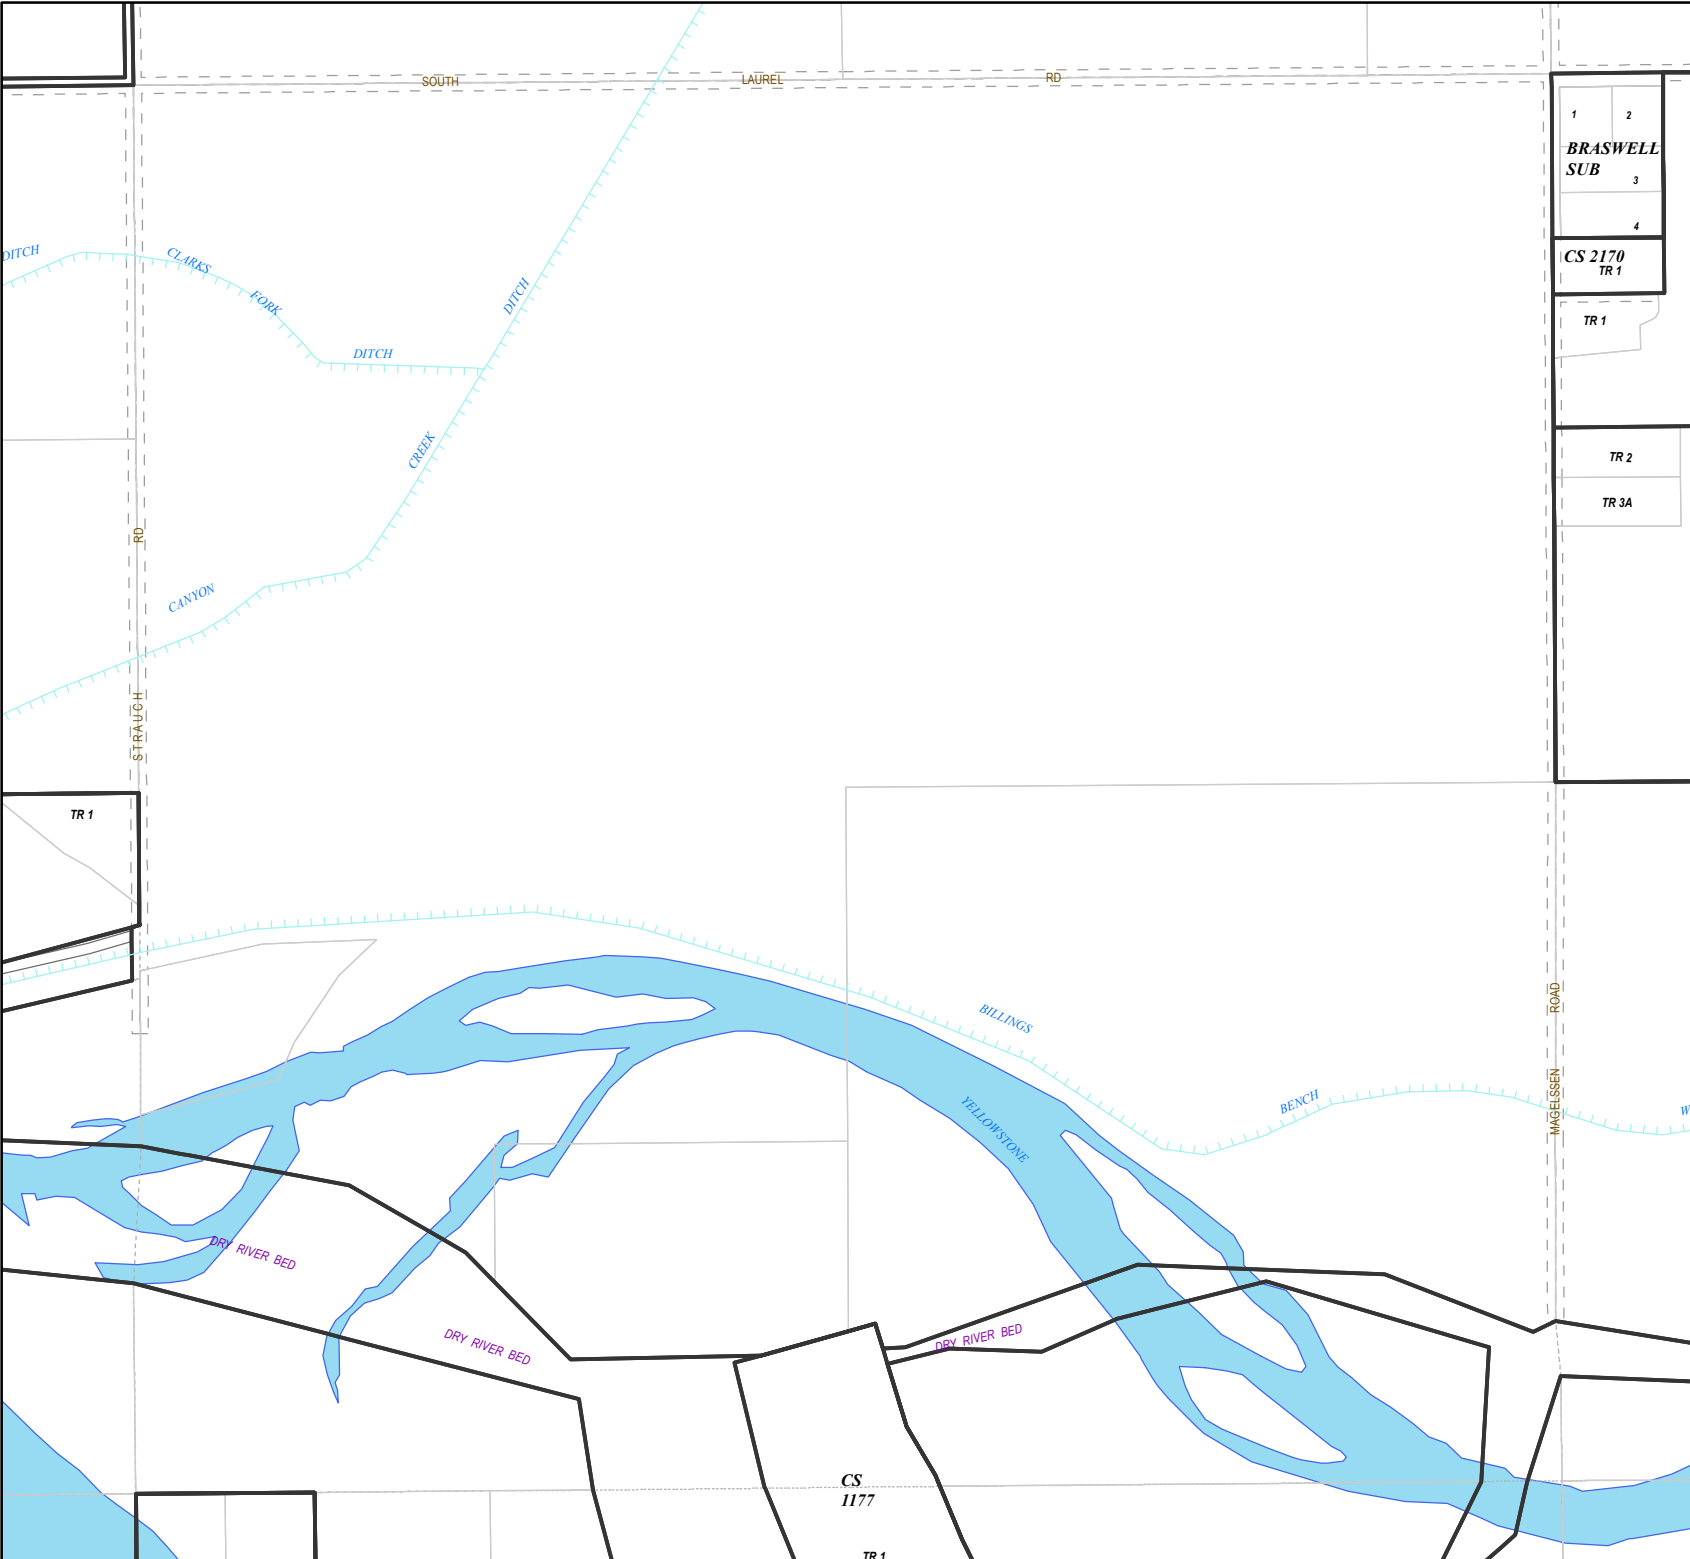 SOUTH LAUREL RD
1 2
BRASWELL
SUB
3
4
DITCH
CLARKS
FORK
DITCH
DITCH
CREEK
CANYON
CS 2170
TR 1
TR 1
TR 2
TR 3A
RD
STRAUCH
TR 1
BILLINGS
BENCH
W
YELLOWSTONE
ROAD
MAGELSSEN
DRY RIVER BED
DRY RIVER BED
DRY RIVER BED
CS
1177
TR 1